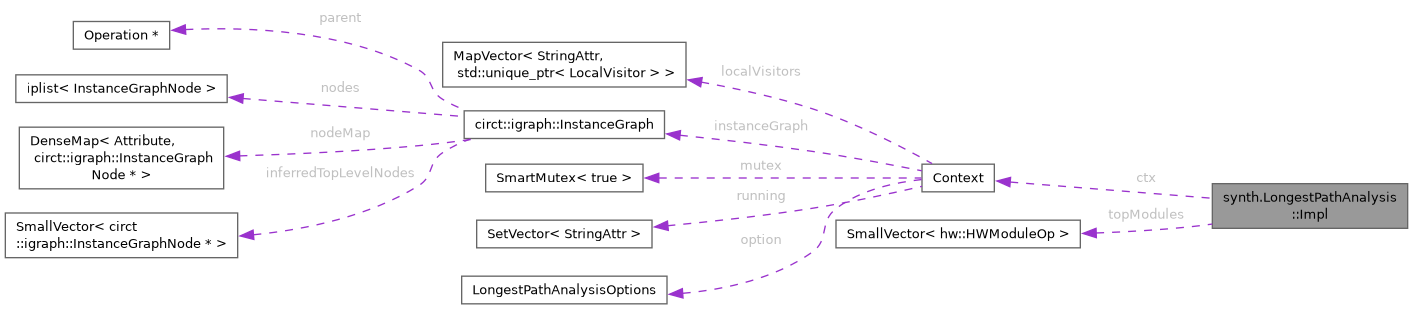 parent
Operation *
MapVector< StringAttr,
std::unique_ptr< LocalVisitor > >
localVisitors
iplist< InstanceGraphNode >
nodes
circt::igraph::InstanceGraph
instanceGraph
nodeMap
DenseMap< Attribute,
circt::igraph::InstanceGraph
Node * >
inferredTopLevelNodes
SmartMutex< true >
mutex
Context
ctx
synth.LongestPathAnalysis
::Impl
running
topModules
SmallVector< circt
::igraph::InstanceGraphNode * >
SetVector< StringAttr >
option
SmallVector< hw::HWModuleOp >
LongestPathAnalysisOptions